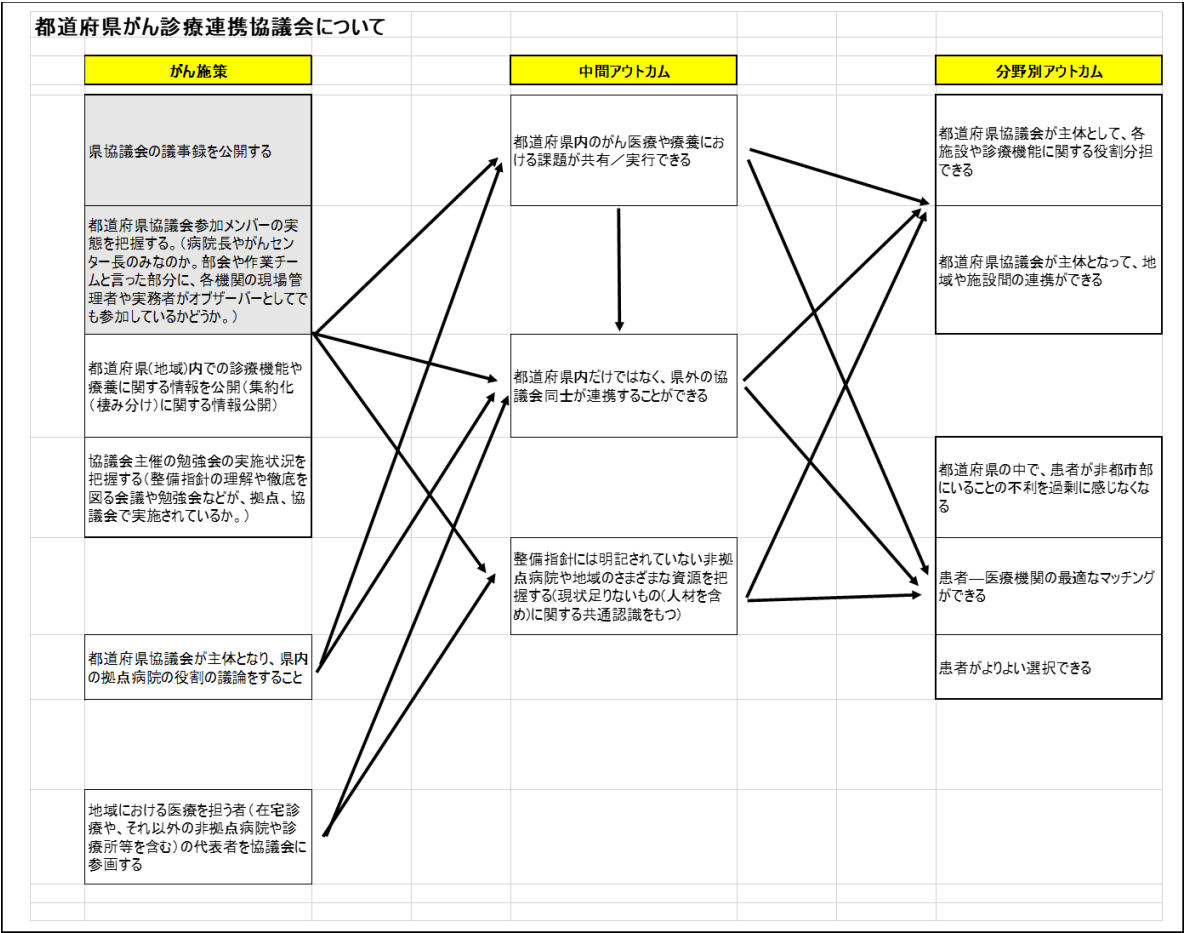 都道府県がん診療連携協議会について
がん施策
中間アウトカム
分野別アウトカム
県協議会の議事録を公開する
都道府県協議会参加メンバーの実
態を把握する。(病院長やがんセン
ター長のみなのか。部会や作業チー
ムと言った部分に、各機関の現場管
理者や実務者がオブザーバーとしてで
も参加しているかどうか。)
都道府県(地域)内での診療機能や
療養に関する情報を公開(集約化
(棲み分け)に関する情報公開)
協議会主催の勉強会の実施状況を
把握する(整備指針の理解や徹底を
図る会議や勉強会などが、拠点、協
議会で実施されているか。)
都道府県協議会が主体となり、県内
の拠点病院の役割の議論をすること
地域における医療を担う者(在宅診
療や、それ以外の非拠点病院や診
療所等を含む)の代表者を協議会に
参画する
都道府県内のがん医療や療養にお
ける課題が共有/実行できる
都道府県内だけではなく、県外の協
議会同士が連携することができる
整備指針には明記されていない非拠
点病院や地域のさまざまな資源を把
握する(現状足りないもの(人材を含
め)に関する共通認識をもつ)
都道府県協議会が主体として、各
施設や診療機能に関する役割分担
できる
都道府県協議会が主体となって、地
域や施設間の連携ができる
都道府県の中で、患者が非都市部
にいることの不利を過剰に感じなくな
る
患者―医療機関の最適なマッチング
ができる
患者がよりよい選択できる